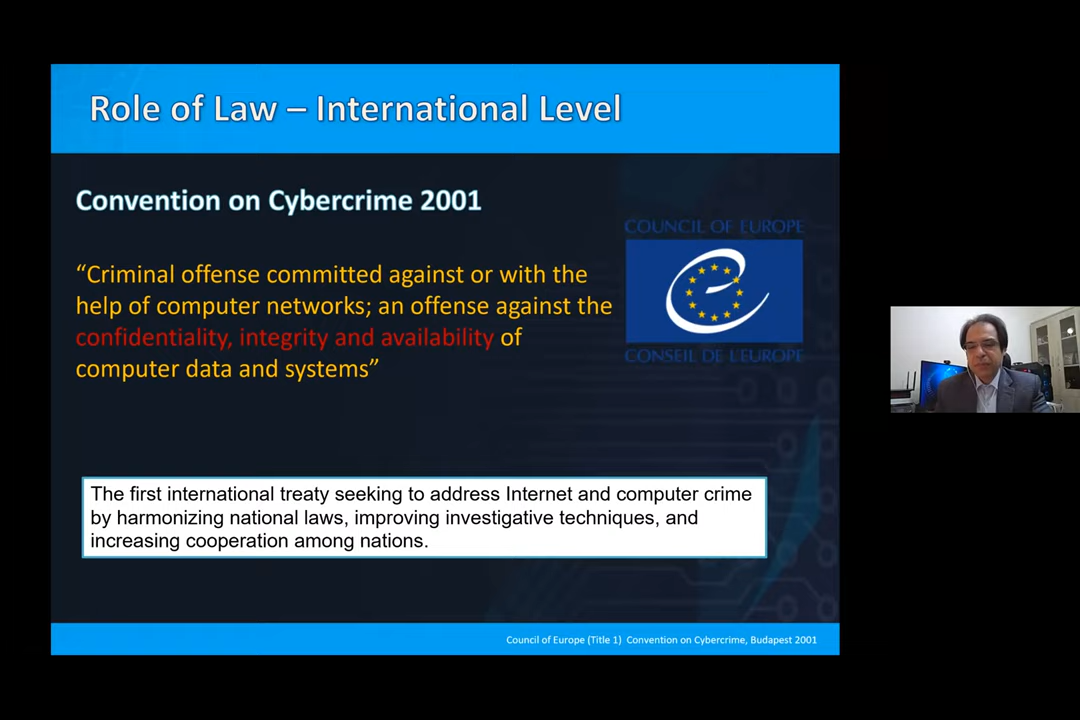 Role of Law – International Level
Convention on Cybercrime 2001
“Criminal offense committed against or with the
help of computer networks; an offense against the
confidentiality, integrity and availability of
computer data and systems”
COUNCIL OF EUROPE
CONSEIL DE L'EUROPE
The first international treaty seeking to address Internet and computer crime
by harmonizing national laws, improving investigative techniques, and
increasing cooperation among nations.
Council of Europe (Title 1) Convention on Cybercrime, Budapest 2001